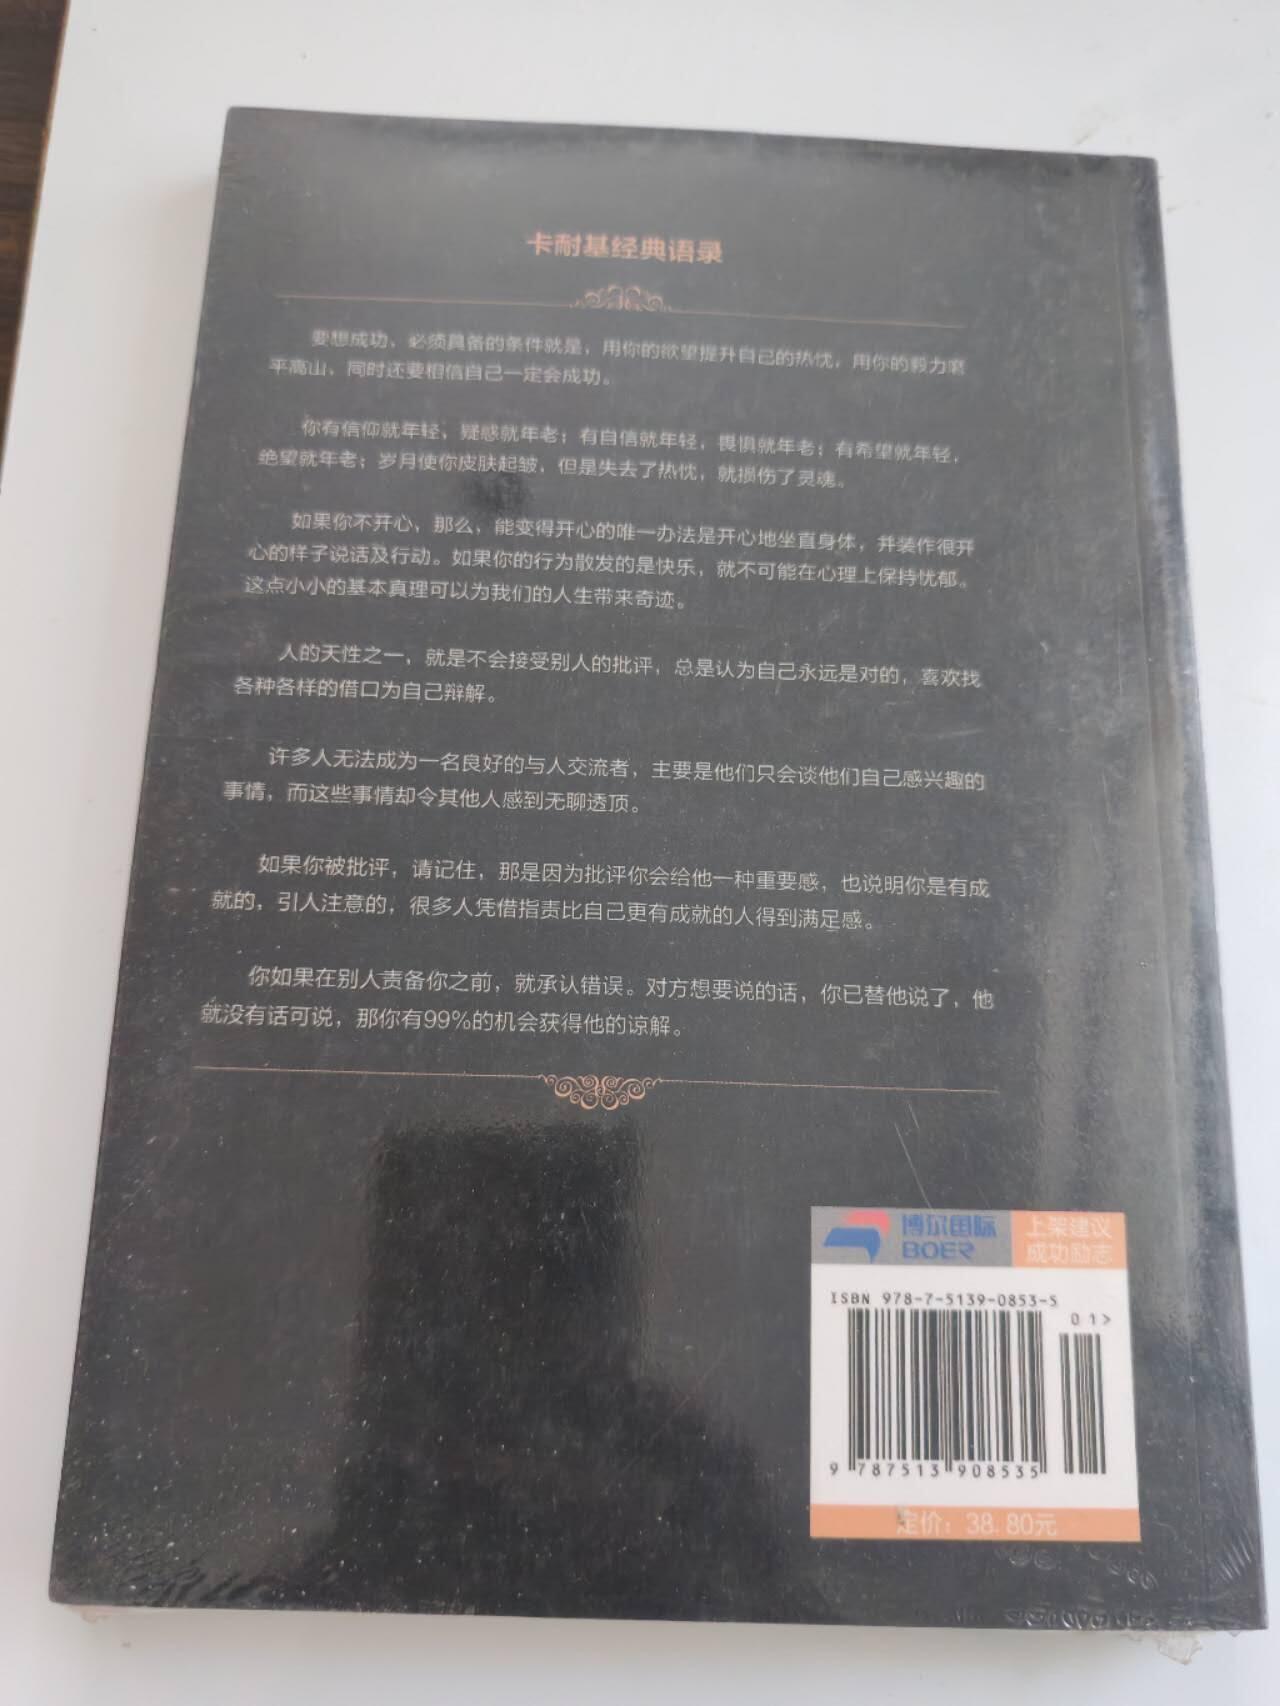 卡耐基经典语录
要想成功、必须具备的条件就是，用你的欲望提升自己的热忱，用你的毅力磨
平高山，同时还要相信自己一定会成功。
你有信仰就年轻，疑惑就年老；有自信就年轻，畏惧就年老；有希望就年轻，
绝望就年老；岁月使你皮肤起皱，但是失去了热忱，就损伤了灵魂。
如果你不开心，那么，能变得开心的唯一办法是开心地坐直身体，并装作很开
心的样子说话及行动。如果你的行为散发的是快乐，就不可能在心理上保持忧郁。
这点小小的基本真理可以为我们的人生带来奇迹。
人的天性之一，就是不会接受别人的批评，总是认为自己永远是对的，喜欢找
各种各样的借口为自己辩解。
许多人无法成为一名良好的与人交流者，主要是他们只会谈他们自己感兴趣的
事情，而这些事情却令其他人感到无聊透顶。
如果你被批评，请记住，那是因为批评你会给他一种重要感，也说明你是有成
就的，引人注意的，很多人凭借指责比自己更有成就的人得到满足感。
你如果在别人责备你之前，就承认错误。对方想要说的话，你已替他说了，他
就没有话可说，那你有99%的机会获得他的谅解。
博尔国际
BOER
上架建议
成功励志
ISBN 978-7-5139-0853-5
01>
9 787513 908535
定价：38.80元